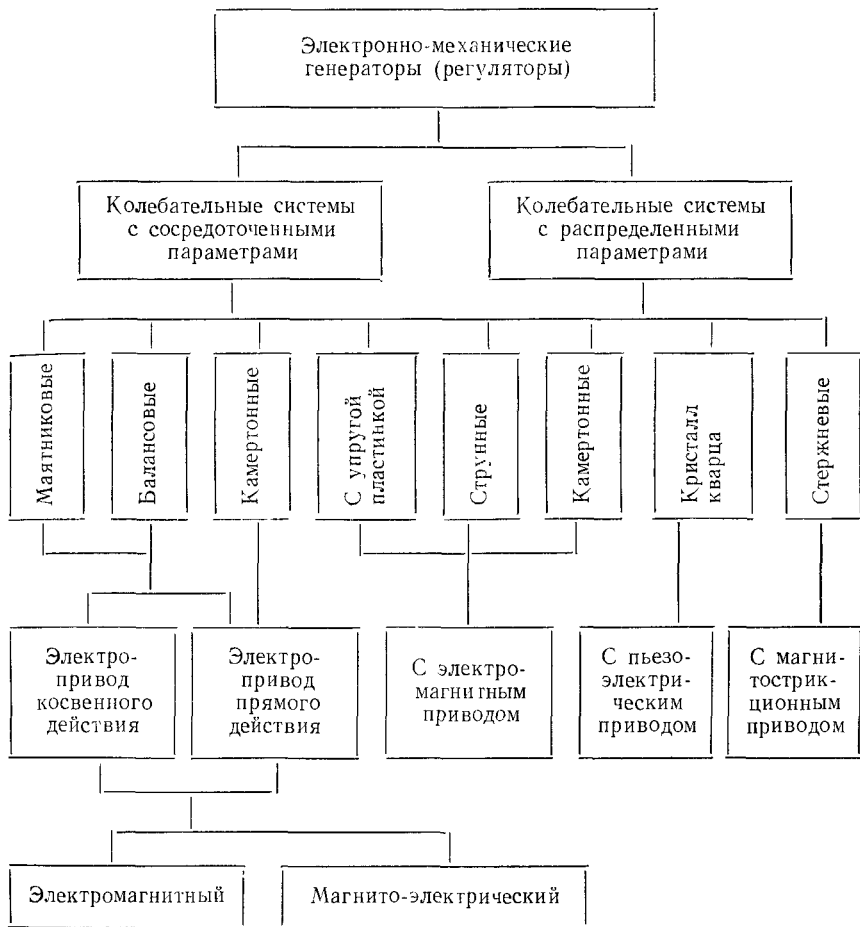 Электронно-механические
генераторы (регуляторы)
Колебательные системы
с сосредоточенными
параметрами
Колебательные системы
с распределенными
параметрами
Маятниковые
Балансовые
Камертонные
С упругой
пластинкой
Струнные
Камертонные
Кристалл
кварца
Стержневые
Электро-
привод
косвенного
действия
Электро-
привод
прямого
действия
С электро-
магнитным
приводом
С пьезо-
электри-
ческим
приводом
С магни-
тострик-
ционным
приводом
Электромагнитный
Магнито-электрический